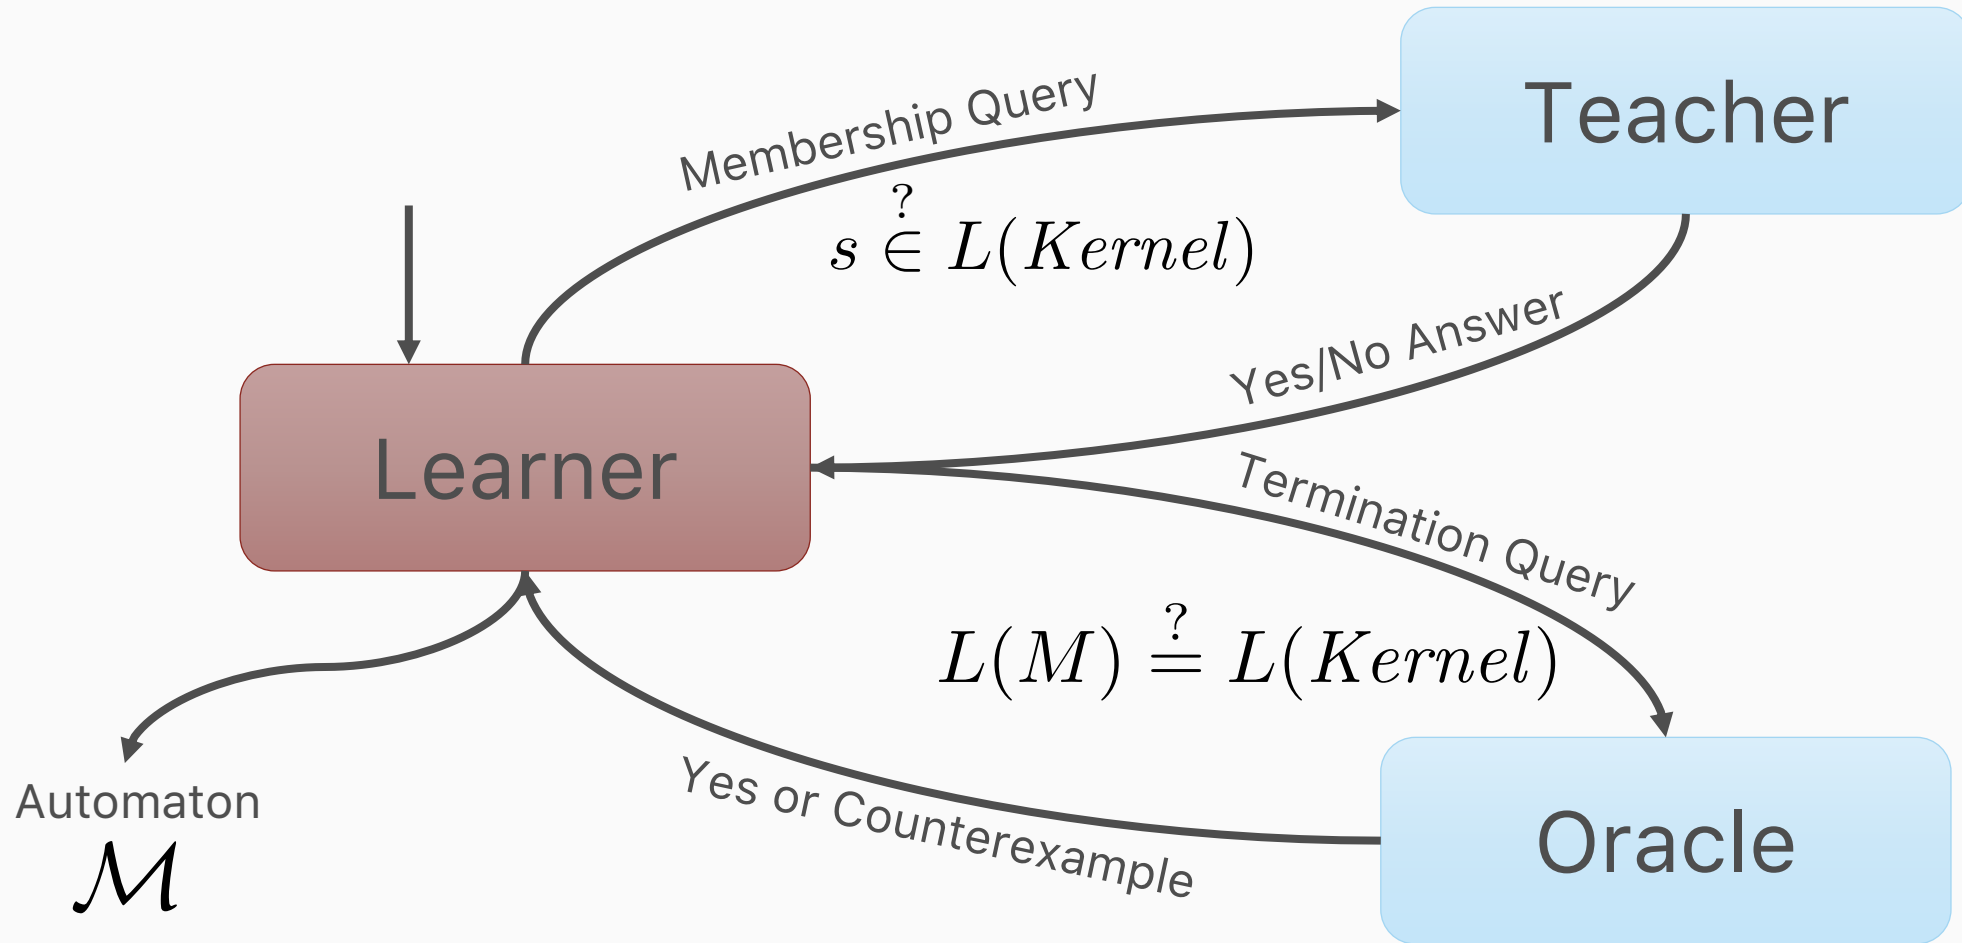 Membership Query
Teacher
s ∈? L(Kernel)
Yes/No Answer
Learner
Termination Query
L(M) =? L(Kernel)
Yes or Counterexample
Automaton
ℳ
Oracle